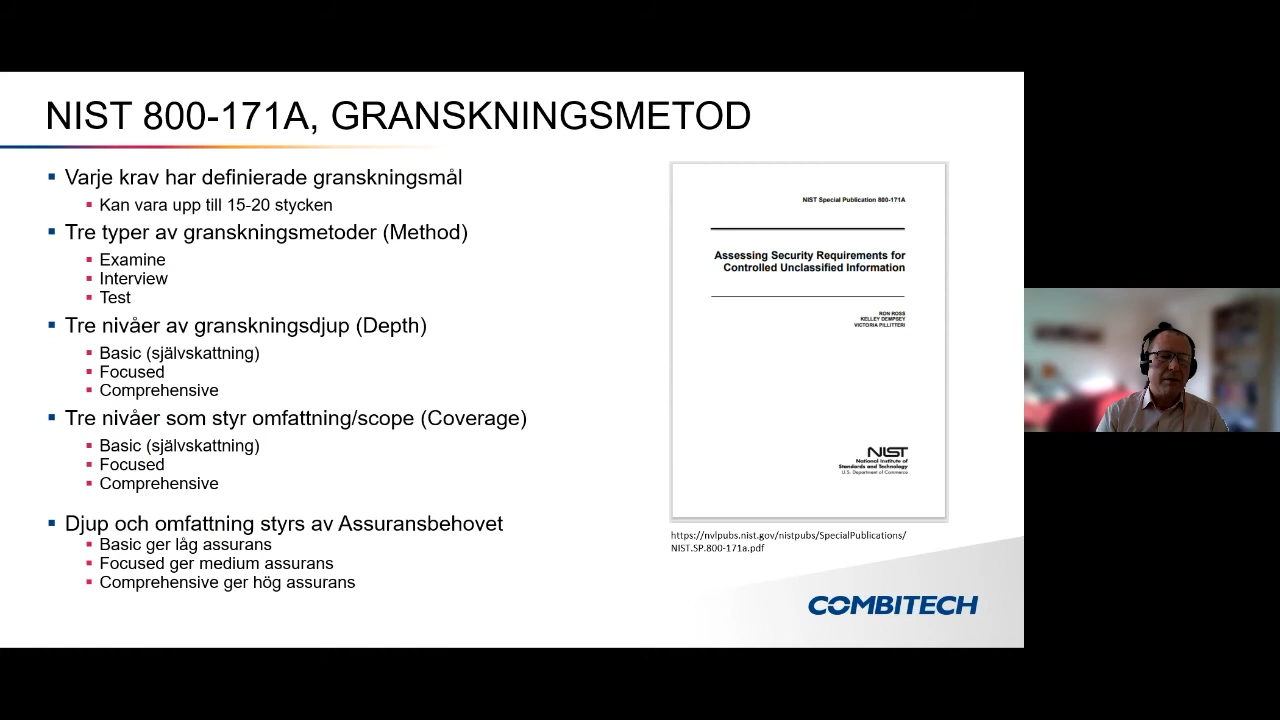 NIST 800-171A, GRANSKNINGSMETOD
Varje krav har definierade granskningsmål
Kan vara upp till 15-20 stycken
Tre typer av granskningsmetoder (Method)
Examine
Interview
Test
Tre nivåer av granskningsdjup (Depth)
Basic (självskattning)
Focused
Comprehensive
Tre nivåer som styr omfattning/scope (Coverage)
Basic (självskattning)
Focused
Comprehensive
Djup och omfattning styrs av Assuransbehovet
Basic ger låg assurans
Focused ger medium assurans
Comprehensive ger hög assurans
NIST Special Publication 800-171A
Assessing Security Requirements for
Controlled Unclassified Information
RON ROSS
KELLEY DEMPSEY
VICTORIA PILLITTERI
NIST
National Institute of
Standards and Technology
U.S. Department of Commerce
https://nvlpubs.nist.gov/nistpubs/SpecialPublications/
NIST.SP.800-171a.pdf
COMBITECH